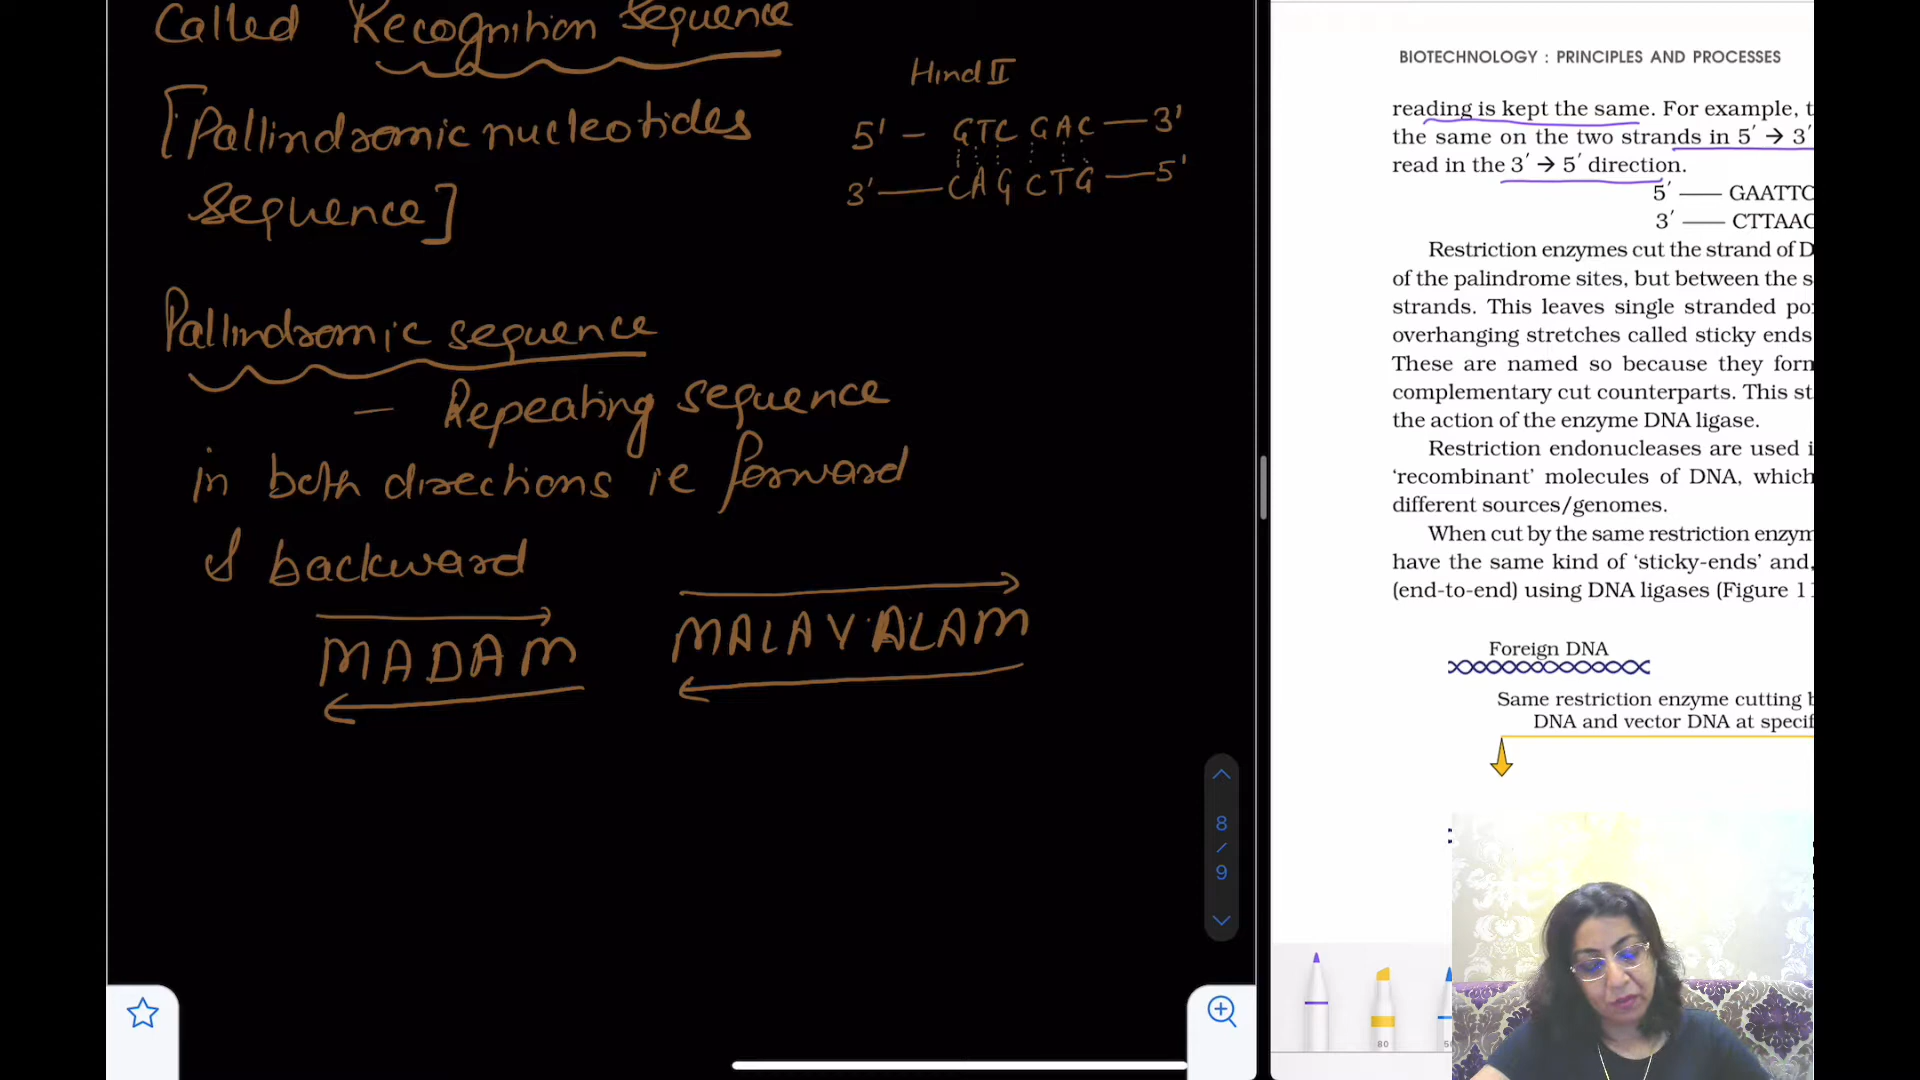 Called Recognition Sequence
[Pallindromic nucleotides
sequence]
Hind II
5' – GTC GAC — 3'
3' — CAG CTG — 5'
Pallindromic sequence
– Repeating sequence
in both directions ie forward
& backward
MADAM MALAYALAM
8
/
9
BIOTECHNOLOGY : PRINCIPLES AND PROCESSES
reading is kept the same. For example, t
the same on the two strands in 5′ → 3′
read in the 3′ → 5′ direction.
5′ —— GAATTC
3′ —— CTTAAG
Restriction enzymes cut the strand of D
of the palindrome sites, but between the s
strands. This leaves single stranded po
overhanging stretches called sticky ends
These are named so because they form
complementary cut counterparts. This st
the action of the enzyme DNA ligase.
Restriction endonucleases are used i
‘recombinant’ molecules of DNA, which
different sources/genomes.
When cut by the same restriction enzym
have the same kind of ‘sticky-ends’ and,
(end-to-end) using DNA ligases (Figure 11
Foreign DNA
Same restriction enzyme cutting b
DNA and vector DNA at specif
80